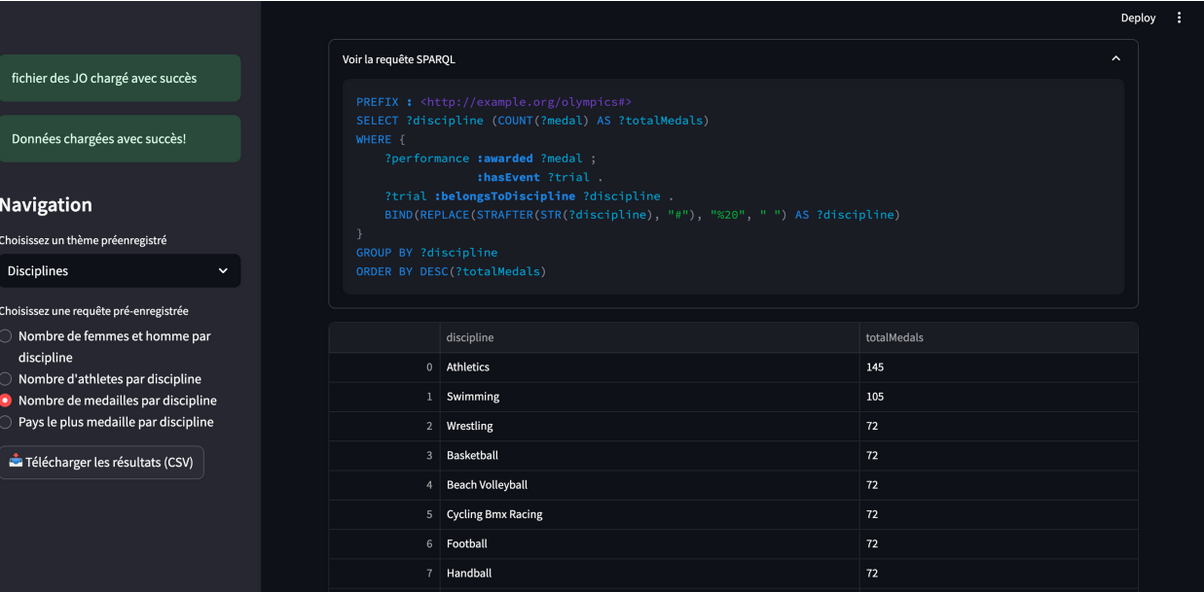 Deploy
fichier des JO chargé avec succès
Données chargées avec succès!
Navigation
Choisissez un thème préenregistré
Disciplines
Choisissez une requête pré-enregistrée
Nombre de femmes et homme par
discipline
Nombre d'athletes par discipline
Nombre de medailles par discipline
Pays le plus medaille par discipline
Télécharger les résultats (CSV)
Voir la requête SPARQL
PREFIX : <http://example.org/olympics#>
SELECT ?discipline (COUNT(?medal) AS ?totalMedals)
WHERE {
?performance :awarded ?medal ;
:hasEvent ?trial .
?trial :belongsToDiscipline ?discipline .
BIND(REPLACE(STRAFTER(STR(?discipline), "#"), "%20", " ") AS ?discipline)
}
GROUP BY ?discipline
ORDER BY DESC(?totalMedals)
discipline totalMedals
0 Athletics 145
1 Swimming 105
2 Wrestling 72
3 Basketball 72
4 Beach Volleyball 72
5 Cycling Bmx Racing 72
6 Football 72
7 Handball 72